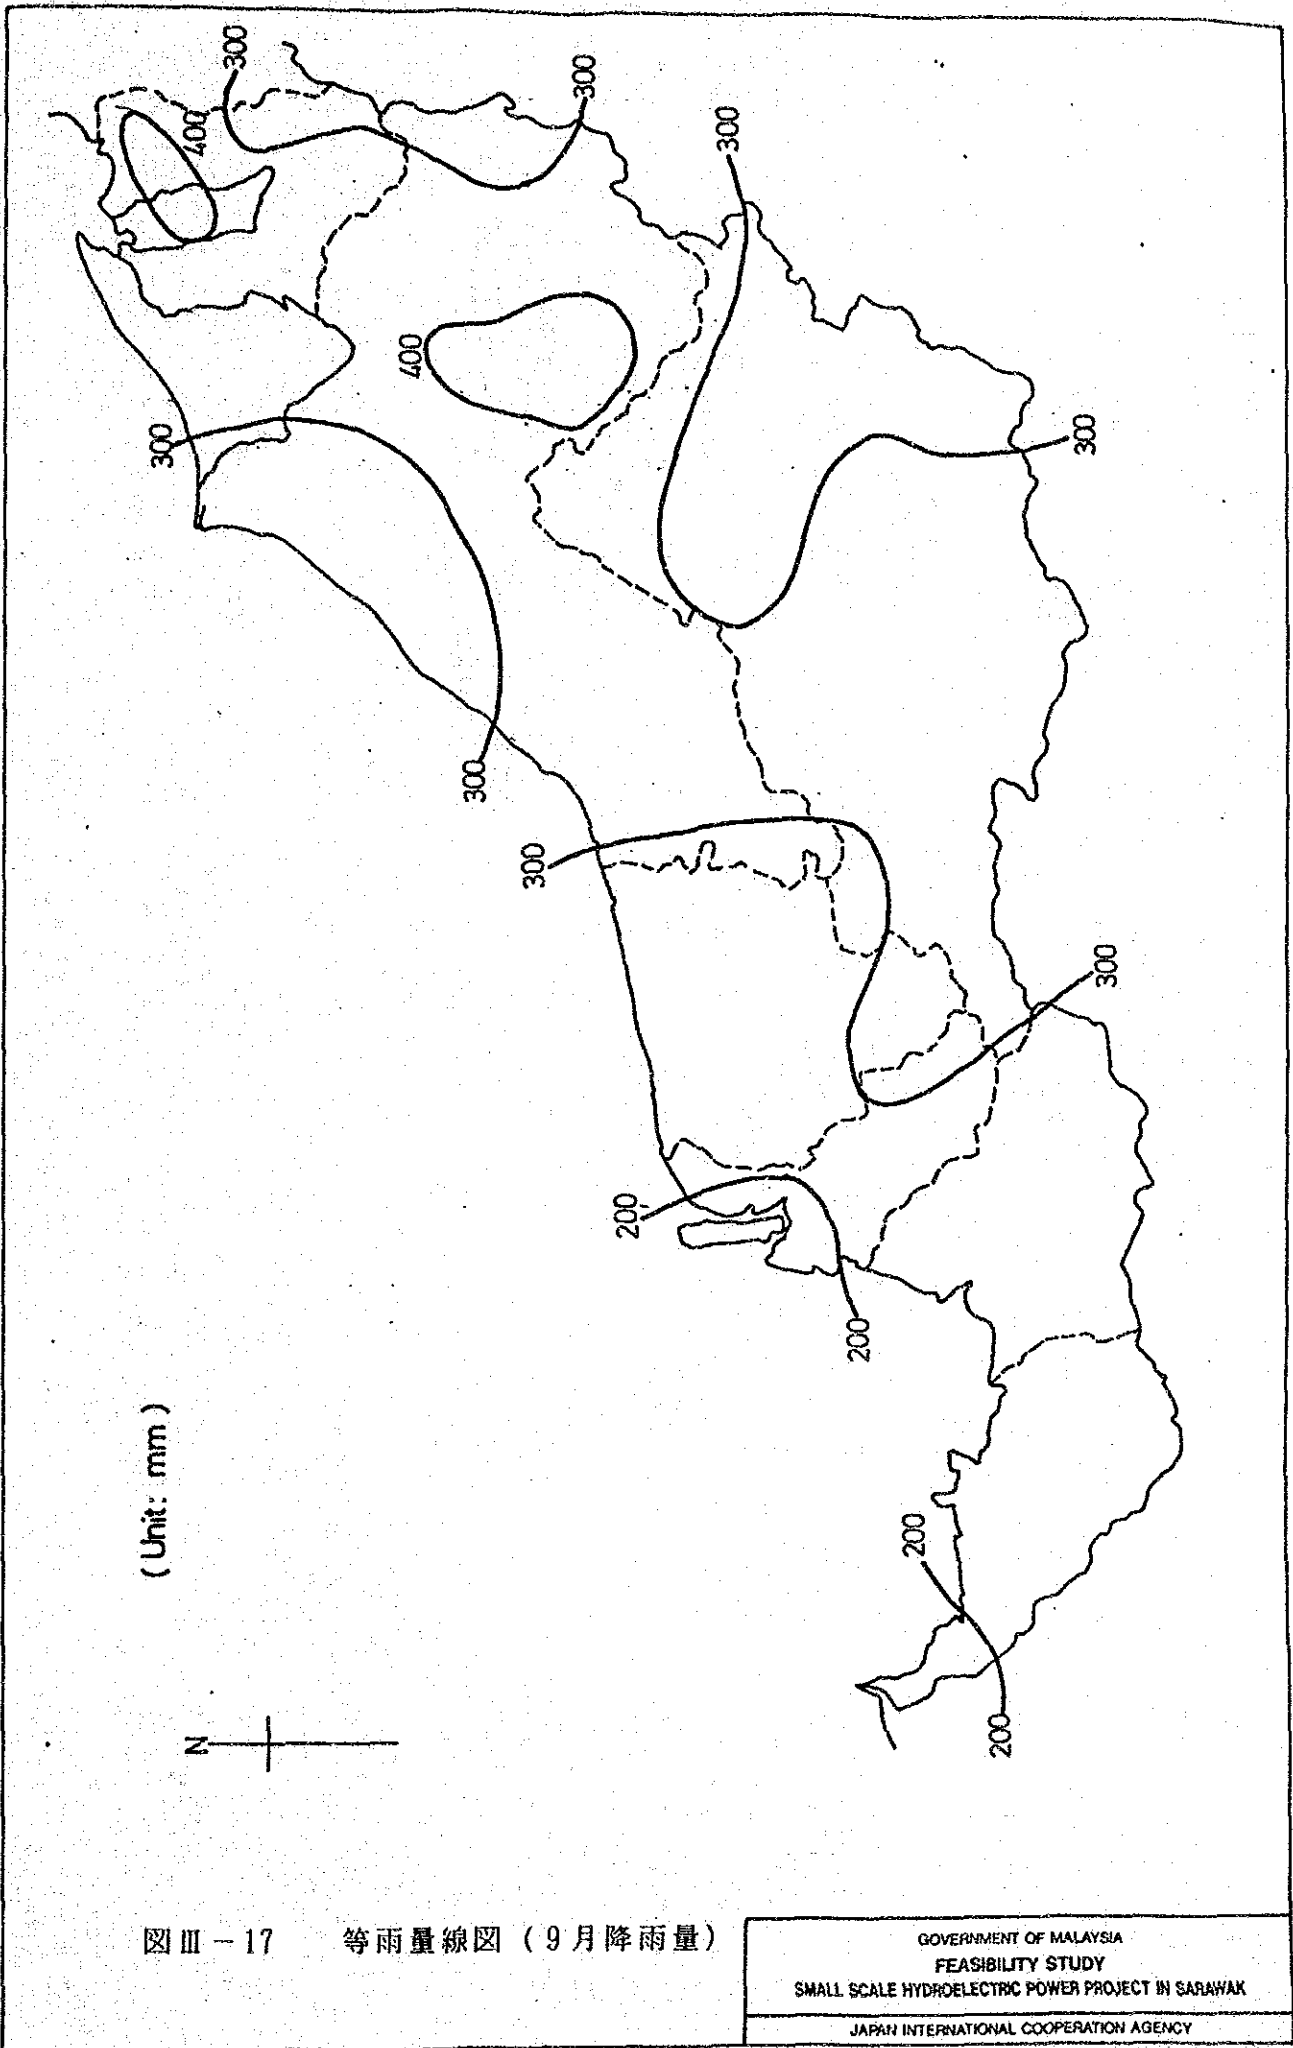 300
300
300
400
400
300
300
300
300
300
200
200
(Unit: mm)
200
200
N
図Ⅲ－17 等雨量線図（9月降雨量）
GOVERNMENT OF MALAYSIA
FEASIBILITY STUDY
SMALL SCALE HYDROELECTRIC POWER PROJECT IN SARAWAK
JAPAN INTERNATIONAL COOPERATION AGENCY